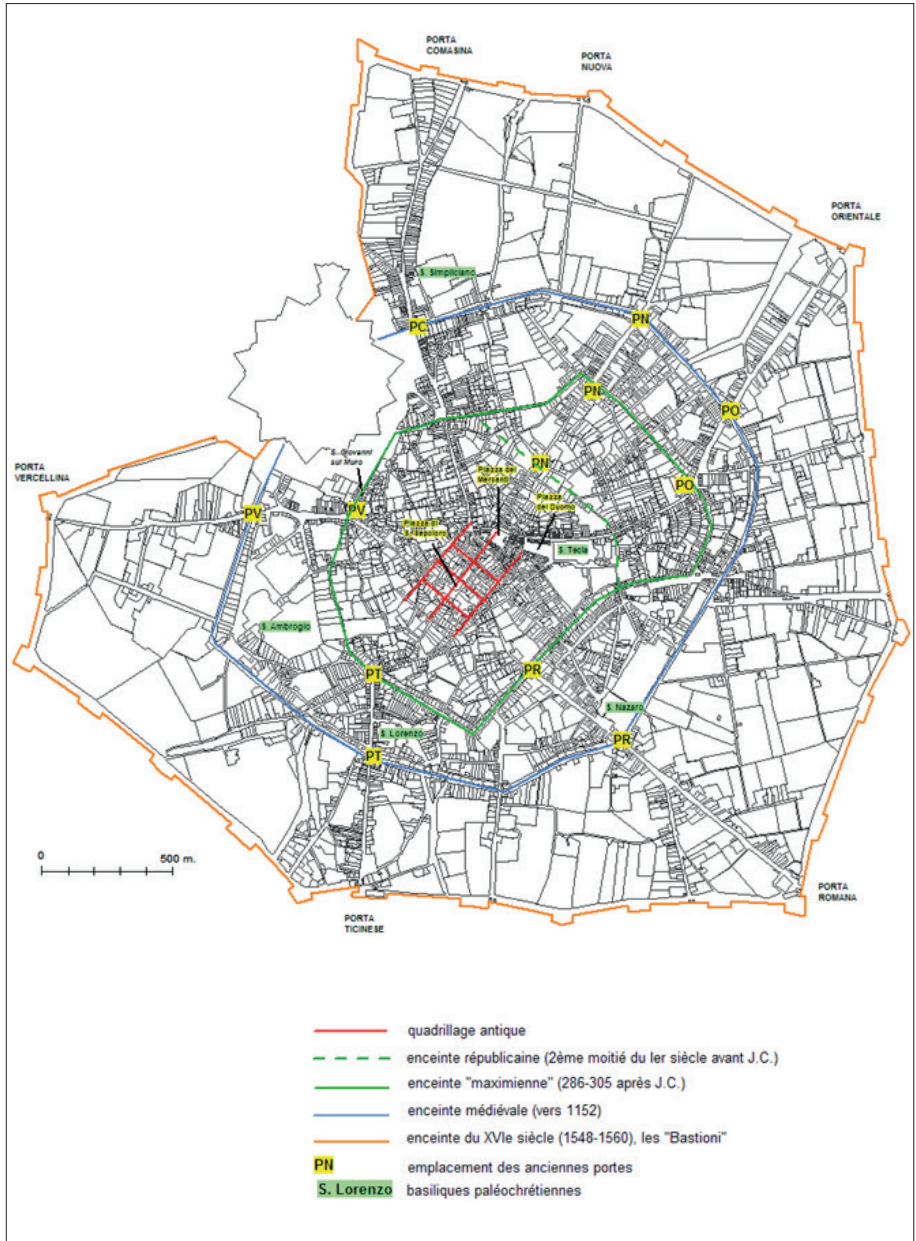 PORTA
COMASINA
PORTA
NUOVA
PORTA
ORIENTALE
S. Simpliciano
PC
PN
PN
PO
S. Giovanni
sul Muro
PN
Piazza dei
Mercanti
PO
PORTA
VERCELLINA
PV
PV
Piazza di
S. Sepolcro
Piazza
del Duomo
S. Tecla
S. Ambrogio
PT
PR
S. Nazaro
S. Lorenzo
PR
PT
0
500 m.
PORTA
ROMANA
PORTA
TICINESE
quadrillage antique
enceinte républicaine (2ème moitié du Ier siècle avant J.C.)
enceinte "maximienne" (286-305 après J.C.)
enceinte médiévale (vers 1152)
enceinte du XVIe siècle (1548-1560), les "Bastioni"
PN emplacement des anciennes portes
S. Lorenzo basiliques paléochrétiennes